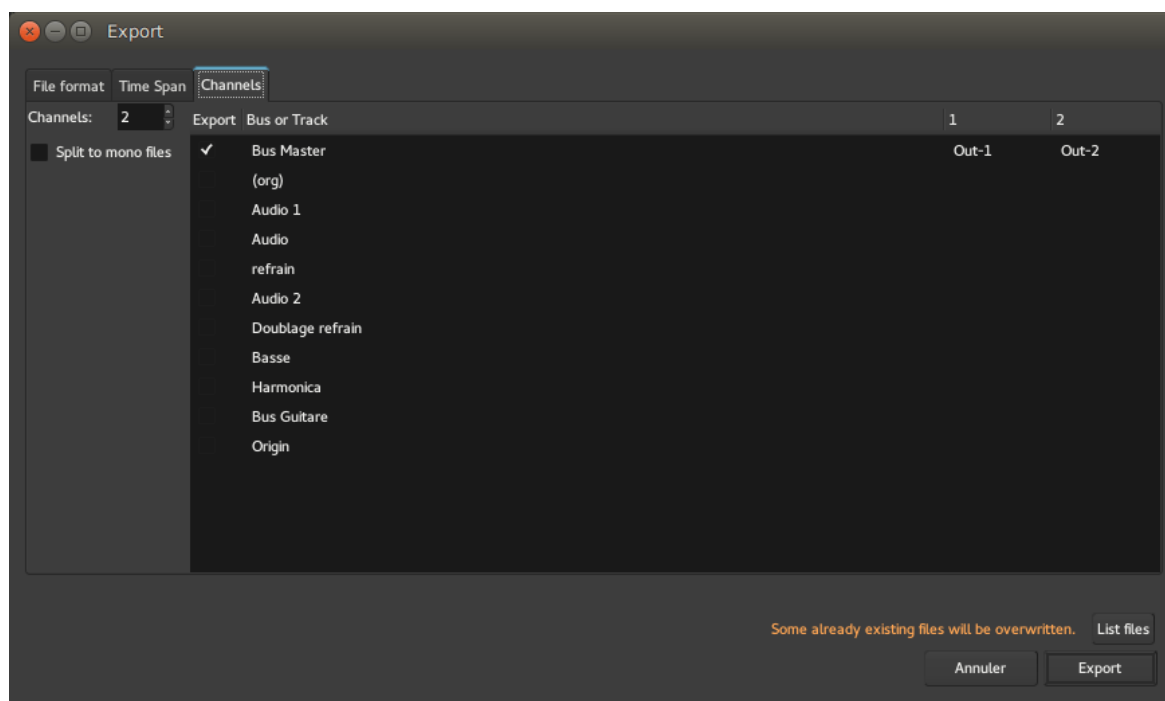 Export
File format Time Span Channels
Channels: 2 Export Bus or Track 1 2
Split to mono files Bus Master Out-1 Out-2
(org)
Audio 1
Audio
refrain
Audio 2
Doublage refrain
Basse
Harmonica
Bus Guitare
Origin
Some already existing files will be overwritten. List files
Annuler Export